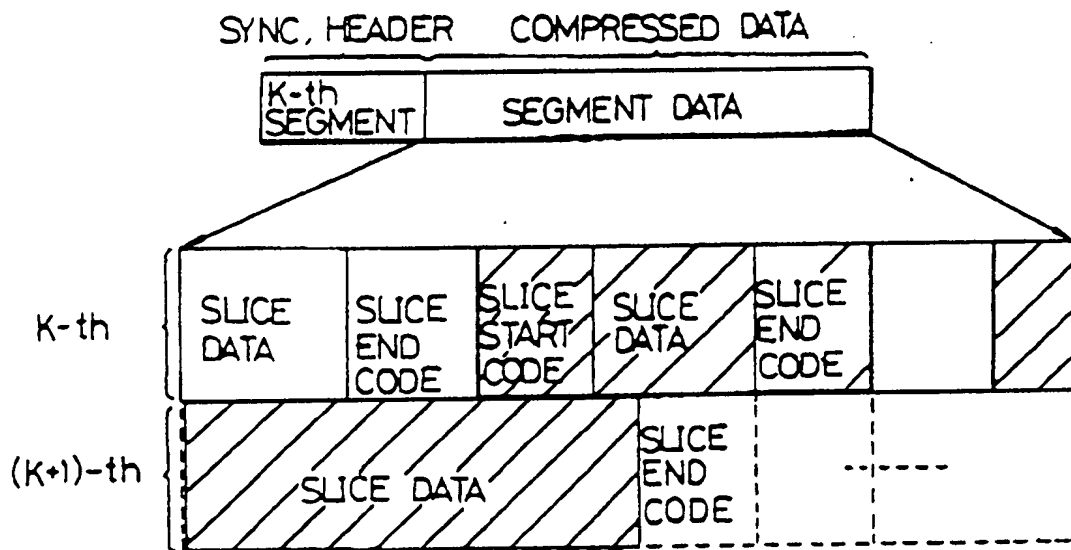 SYNC, HEADER COMPRESSED DATA
K-th
SEGMENT
SEGMENT DATA
K-th
SLICE
DATA
SLICE
END
CODE
SLICE
START
CODE
SLICE
DATA
SLICE
END
CODE
(K+1)-th
SLICE DATA
SLICE
END
CODE